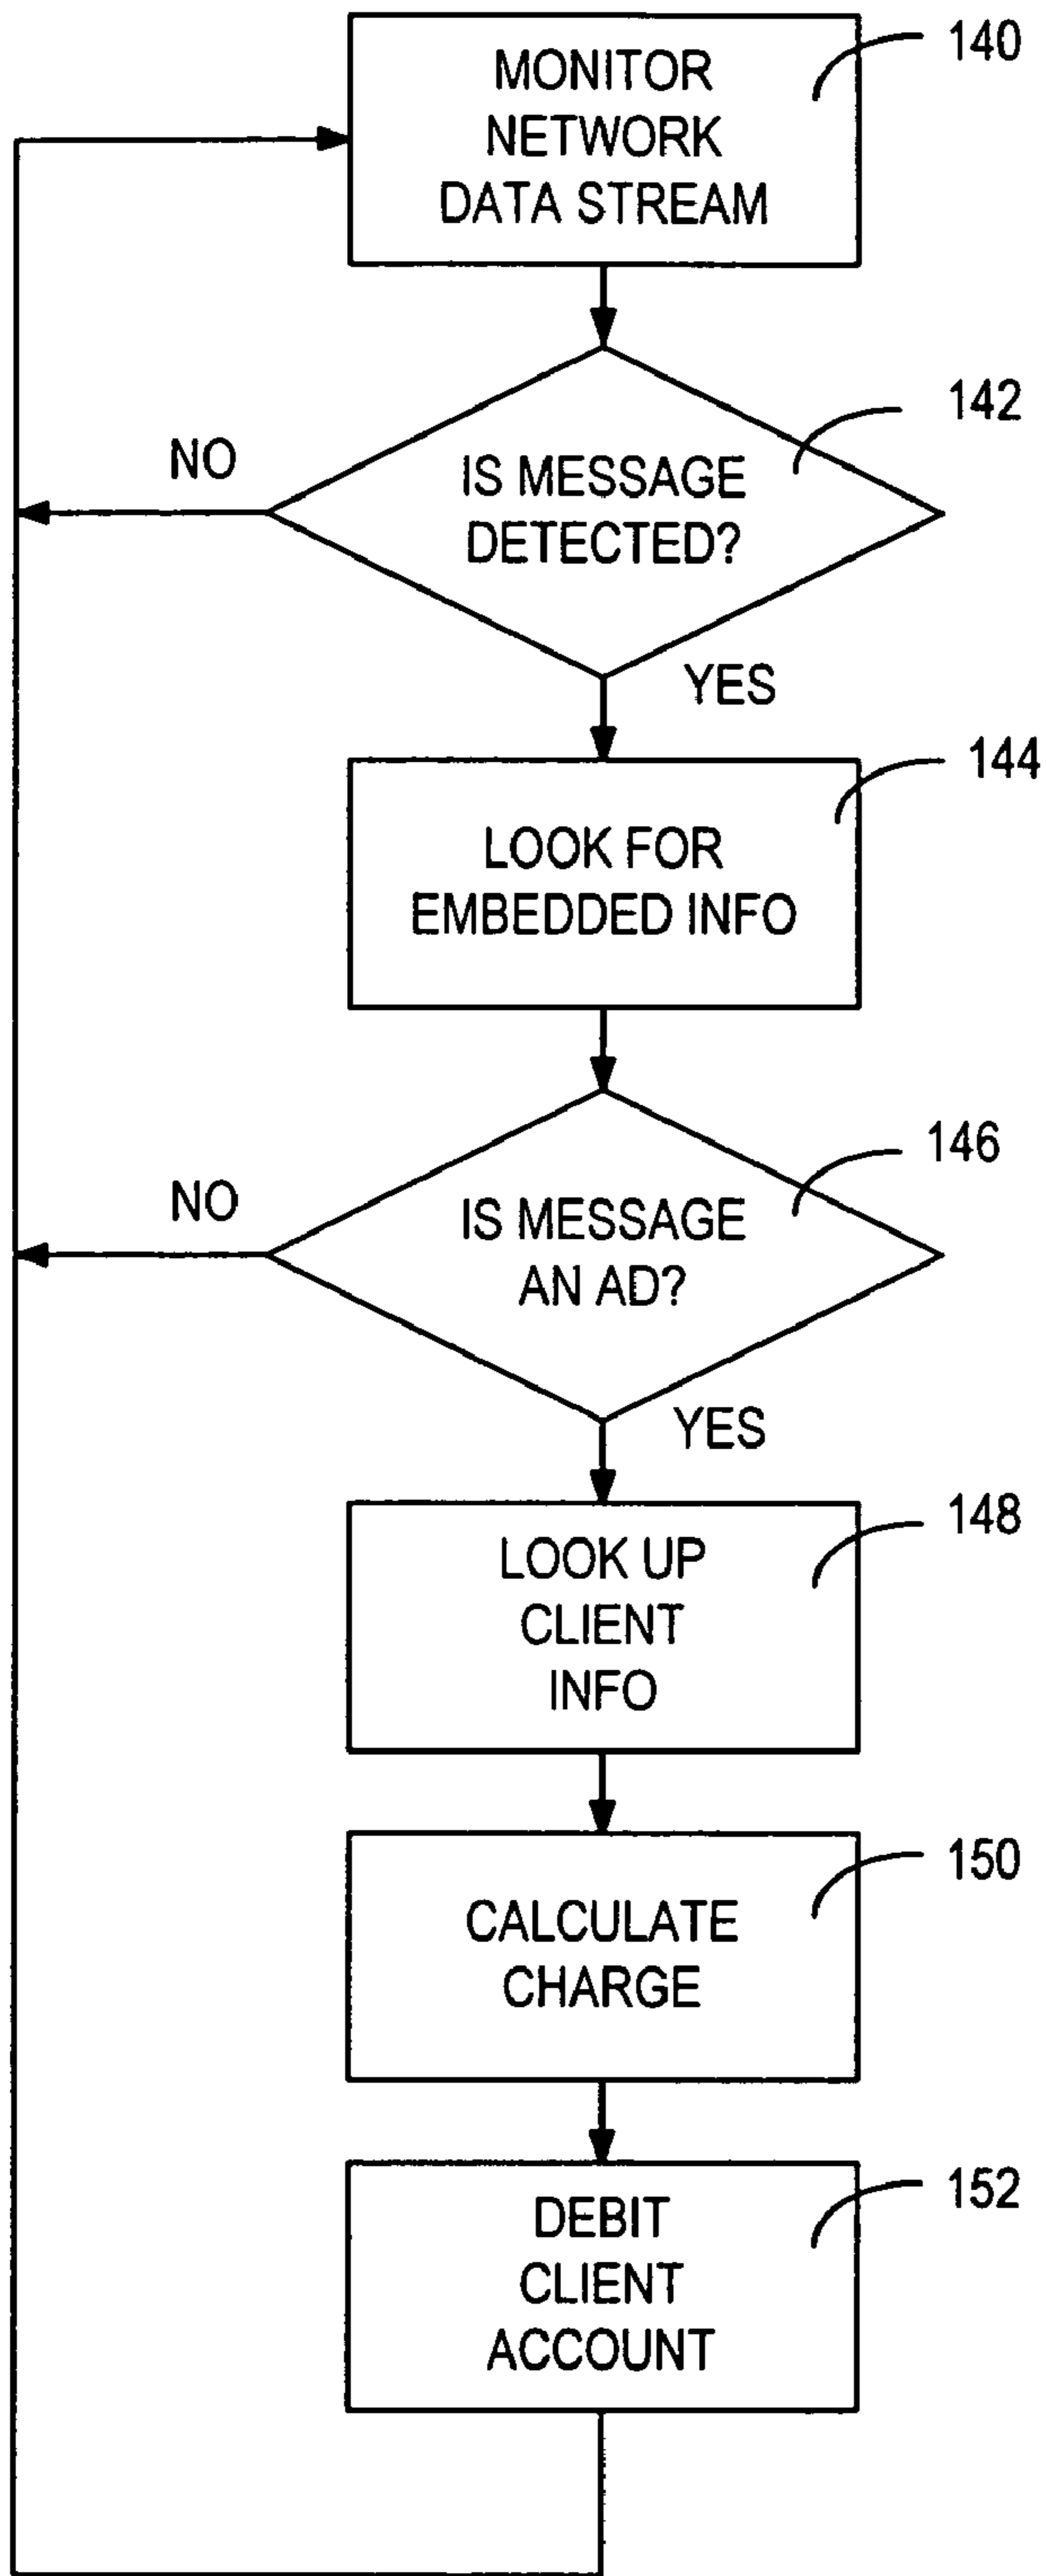 MONITOR
NETWORK
DATA STREAM
140
IS MESSAGE
DETECTED?
142
NO
YES
LOOK FOR
EMBEDDED INFO
144
IS MESSAGE
AN AD?
146
NO
YES
LOOK UP
CLIENT
INFO
148
CALCULATE
CHARGE
150
DEBIT
CLIENT
ACCOUNT
152